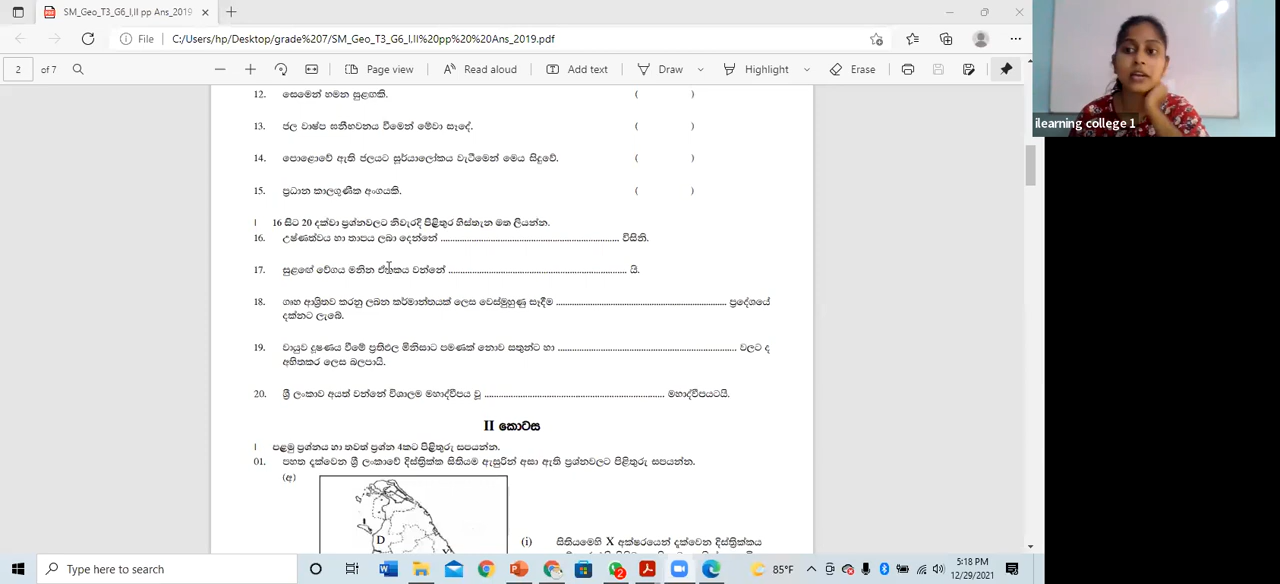 SM_Geo_T3_G6_I,II pp Ans_2019
File
C:/Users/hp/Desktop/grade%207/SM_Geo_T3_G6_I,II%20pp%20%20Ans_2019.pdf
2 of 7
Page view
Read aloud
Add text
Draw
Highlight
Erase
ilearning college 1
12. සෙමෙන් හමන සුළඟකි. ( )
13. ජල වාෂ්ප ඝනීභවනය වීමෙන් මේවා සෑදේ. ( )
14. පොළොවේ ඇති ජලයට සූර්යාලෝකය වැටීමෙන් මෙය සිදුවේ. ( )
15. ප්‍රධාන කාලගුණික අංගයකි. ( )
I 16 සිට 20 දක්වා ප්‍රශ්නවලට නිවැරදි පිළිතුර හිස්තැන මත ලියන්න.
16. උෂ්ණත්වය හා තාපය ලබා දෙන්නේ ................................................................ විසිනි.
17. සුළඟේ වේගය මනින ඒකකය වන්නේ ................................................................ යි.
18. ගෘහ ආශ්‍රිතව කරනු ලබන කර්මාන්තයක් ලෙස වෙස්මුහුණු සෑදීම ............................................................ ප්‍රදේශයේ
දක්නට ලැබේ.
19. වායුව දූෂණය වීමේ ප්‍රතිඵල මිනිසාට පමණක් නොව සතුන්ට හා ................................................................ වලට ද
අහිතකර ලෙස බලපායි.
20. ශ්‍රී ලංකාව අයත් වන්නේ විශාලම මහාද්වීපය වූ ................................................................ මහාද්වීපයටයි.
II කොටස
I පළමු ප්‍රශ්නය හා තවත් ප්‍රශ්න 4කට පිළිතුරු සපයන්න.
01. පහත දැක්වෙන ශ්‍රී ලංකාවේ දිස්ත්‍රික්ක සිතියම ඇසුරින් අසා ඇති ප්‍රශ්නවලට පිළිතුරු සපයන්න.
(අ)
D
(i) සිතියමෙහි X අක්ෂරයෙන් දැක්වෙන දිස්ත්‍රික්කය
Type here to search
85°F
5:18 PM
12/29/2021